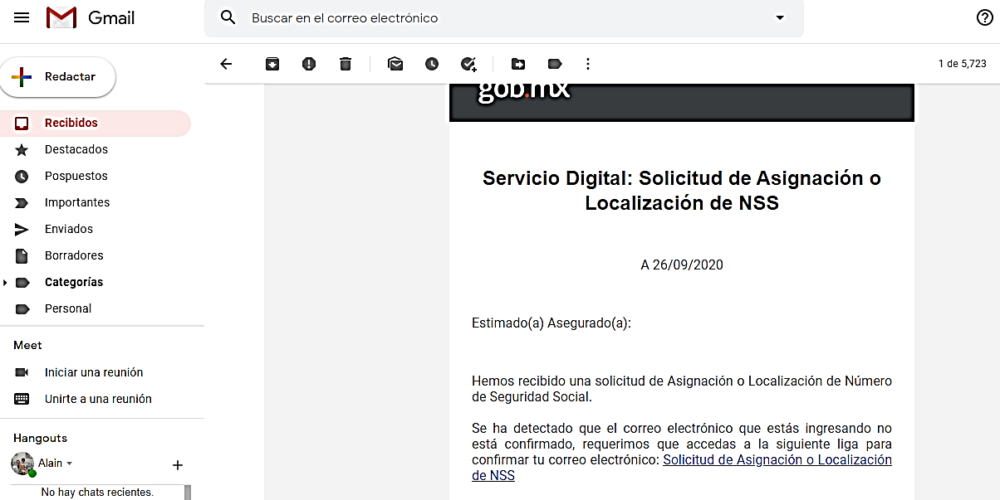 Gmail
Buscar en el correo electrónico
Redactar
1 de 5,723
Recibidos
Destacados
Pospuestos
Importantes
Enviados
Borradores
Categorías
Personal
Meet
Iniciar una reunión
Unirte a una reunión
Hangouts
Alain
No hay chats recientes.
gob.mx
Servicio Digital: Solicitud de Asignación o
Localización de NSS
A 26/09/2020
Estimado(a) Asegurado(a):
Hemos recibido una solicitud de Asignación o Localización de Número
de Seguridad Social.
Se ha detectado que el correo electrónico que estás ingresando no
está confirmado, requerimos que accedas a la siguiente liga para
confirmar tu correo electrónico: Solicitud de Asignación o Localización
de NSS